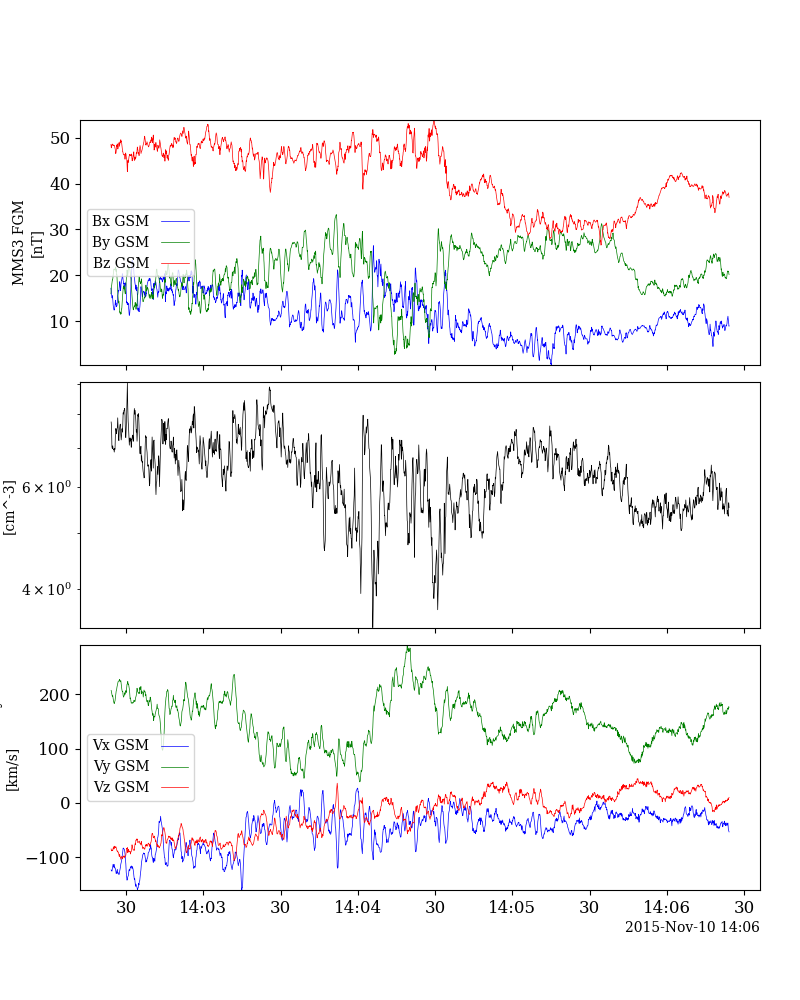 MMS3 FGM
[nT]
50
40
30
20
10
Bx GSM
By GSM
Bz GSM
[cm^-3]
6 × 10⁰
4 × 10⁰
[km/s]
200
100
0
−100
Vx GSM
Vy GSM
Vz GSM
30 14:03 30 14:04 30 14:05 30 14:06 30
2015-Nov-10 14:06